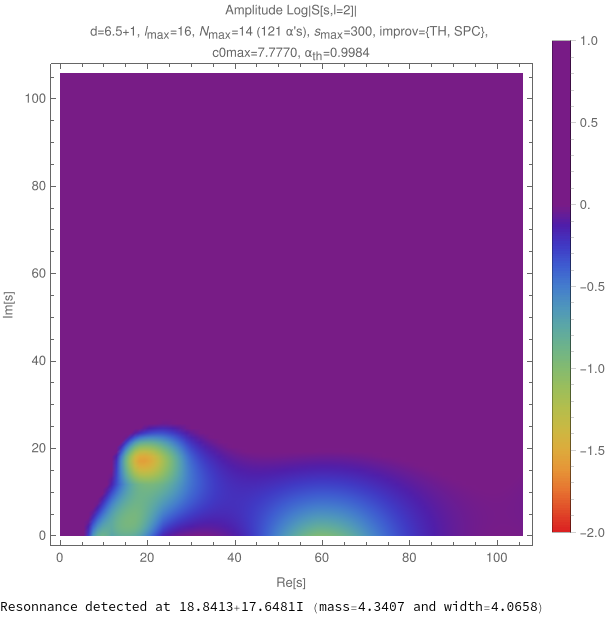 Amplitude Log|S[s,l=2]|
d=6.5+1, lmax=16, Nmax=14 (121 α's), smax=300, improv={TH, SPC},
c0max=7.7770, αth=0.9984
1.0
0.5
0.
−0.5
−1.0
−1.5
−2.0
100
80
60
40
20
0
Im[s]
0 20 40 60 80 100
Re[s]
Resonnance detected at 18.8413+17.6481I (mass=4.3407 and width=4.0658)